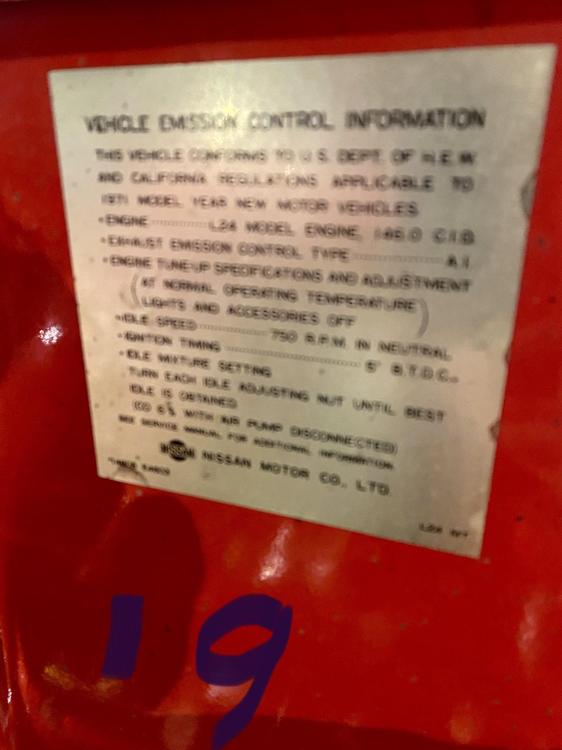 VEHICLE EMISSION CONTROL INFORMATION
THIS VEHICLE CONFORMS TO U.S. DEPT. OF H.E.W.
AND CALIFORNIA REGULATIONS APPLICABLE TO
1971 MODEL YEAR NEW MOTOR VEHICLES
•ENGINE ............... L24 MODEL ENGINE, 146.0 C.I.D.
•EXHAUST EMISSION CONTROL TYPE .................. A.I.
•ENGINE TUNE-UP SPECIFICATIONS AND ADJUSTMENT
(AT NORMAL OPERATING TEMPERATURE
LIGHTS AND ACCESSORIES OFF)
•IDLE SPEED ............... 750 R.P.M. IN NEUTRAL
•IGNITION TIMING ........................ 5° B.T.D.C.
•IDLE MIXTURE SETTING
TURN EACH IDLE ADJUSTING NUT UNTIL BEST
IDLE IS OBTAINED
(CO 6% WITH AIR PUMP DISCONNECTED)
SEE SERVICE MANUAL FOR ADDITIONAL INFORMATION
NISSAN NISSAN MOTOR CO., LTD.
19